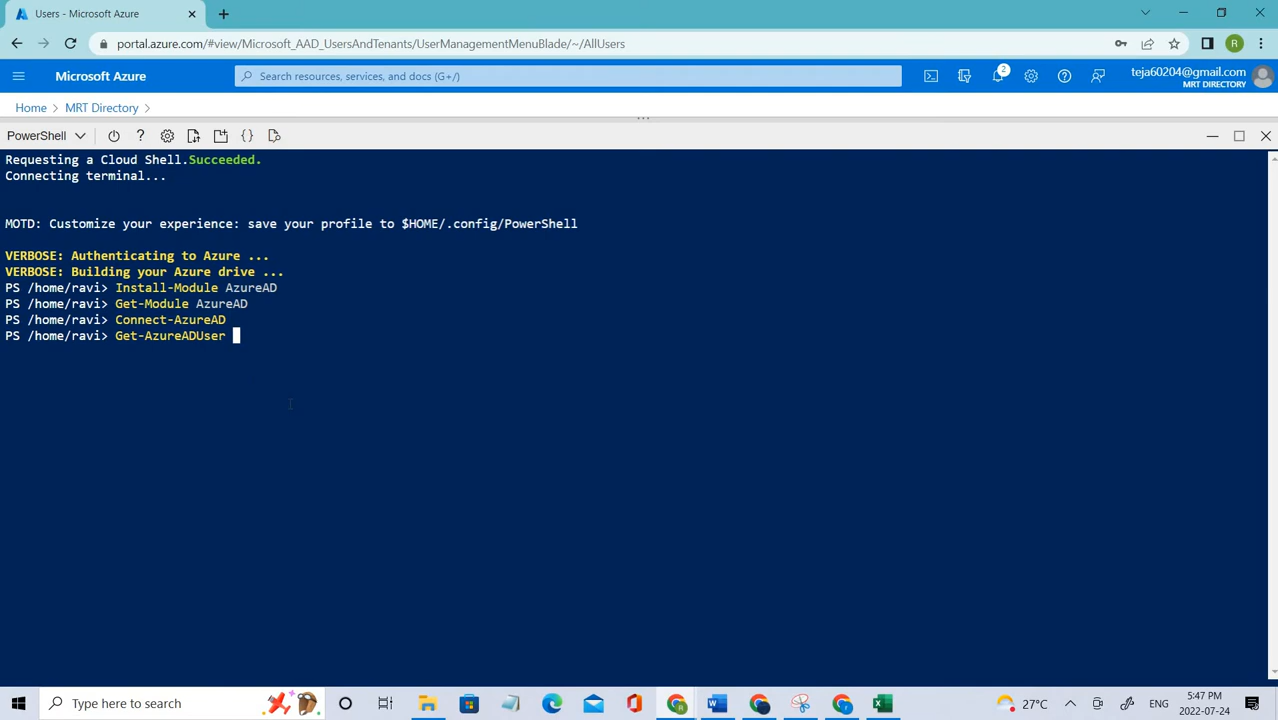 Users - Microsoft Azure
portal.azure.com/#view/Microsoft_AAD_UsersAndTenants/UserManagementMenuBlade/~/AllUsers
R
Microsoft Azure
Search resources, services, and docs (G+/)
2
teja60204@gmail.com
MRT DIRECTORY
Home > MRT Directory >
PowerShell
Requesting a Cloud Shell.Succeeded.
Connecting terminal...
MOTD: Customize your experience: save your profile to $HOME/.config/PowerShell
VERBOSE: Authenticating to Azure ...
VERBOSE: Building your Azure drive ...
PS /home/ravi> Install-Module AzureAD
PS /home/ravi> Get-Module AzureAD
PS /home/ravi> Connect-AzureAD
PS /home/ravi> Get-AzureADUser
Type here to search
27°C
ENG
5:47 PM
2022-07-24